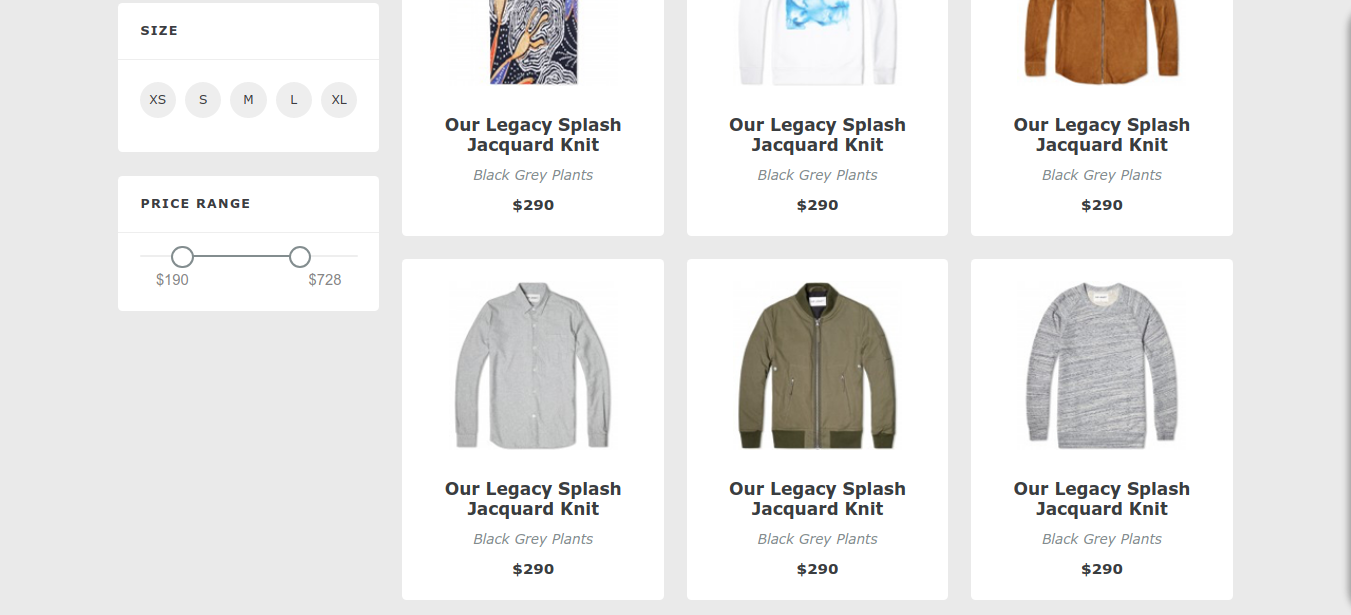 SIZE
XS S M L XL
PRICE RANGE
$190 $728
Our Legacy Splash
Jacquard Knit
Black Grey Plants
$290
Our Legacy Splash
Jacquard Knit
Black Grey Plants
$290
Our Legacy Splash
Jacquard Knit
Black Grey Plants
$290
Our Legacy Splash
Jacquard Knit
Black Grey Plants
$290
Our Legacy Splash
Jacquard Knit
Black Grey Plants
$290
Our Legacy Splash
Jacquard Knit
Black Grey Plants
$290